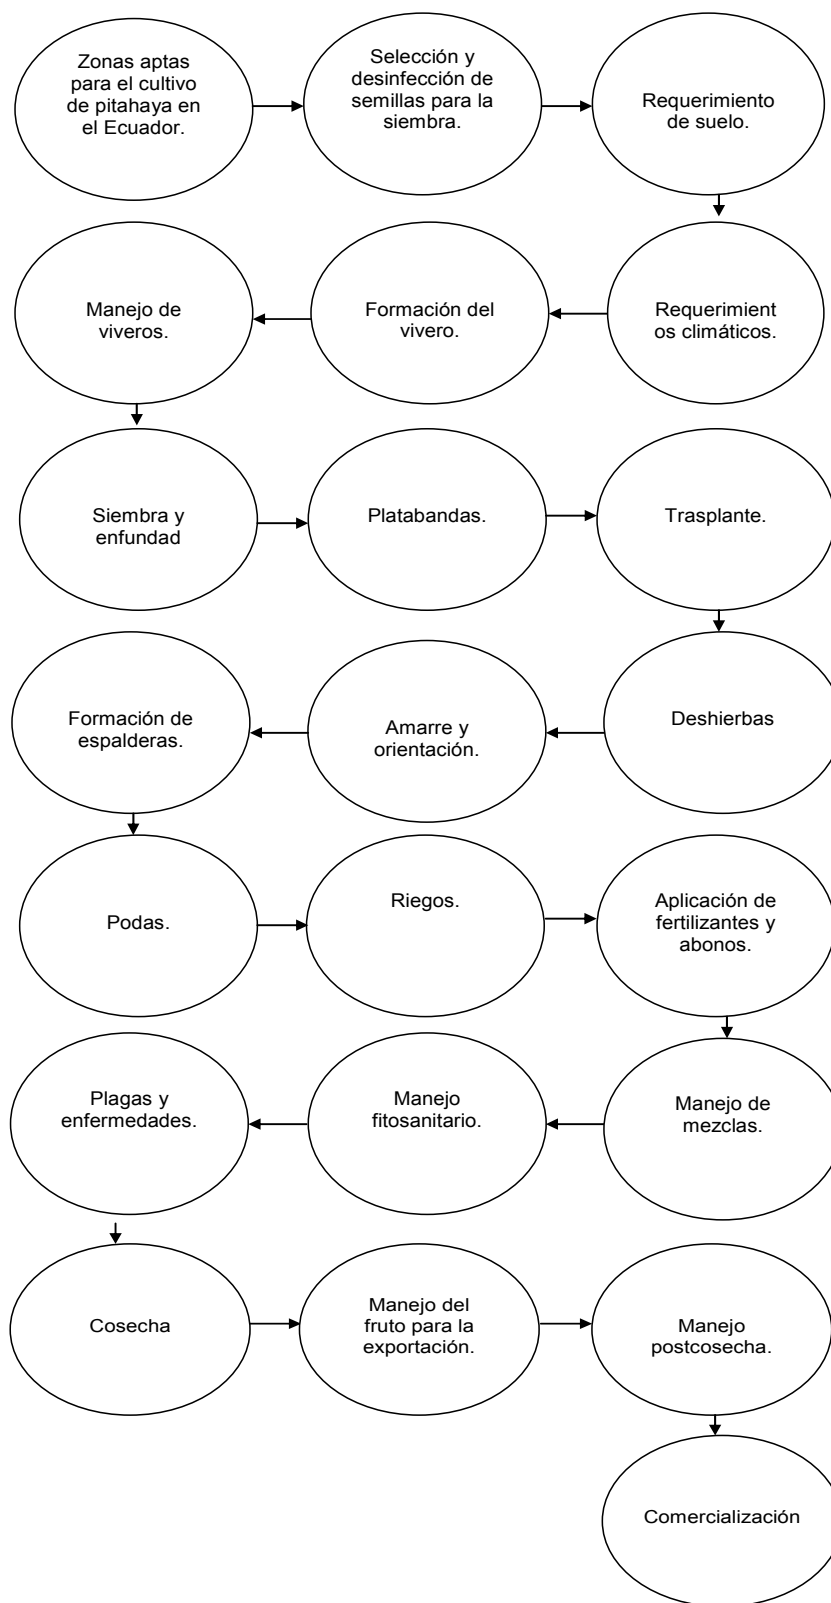 Zonas aptas
para el cultivo
de pitahaya en
el Ecuador.
Selección y
desinfección de
semillas para la
siembra.
Requerimiento
de suelo.
Requerimient
os climáticos.
Formación del
vivero.
Manejo de
viveros.
Siembra y
enfundad
Platabandas.
Trasplante.
Deshierbas
Amarre y
orientación.
Formación de
espalderas.
Podas.
Riegos.
Aplicación de
fertilizantes y
abonos.
Manejo de
mezclas.
Manejo
fitosanitario.
Plagas y
enfermedades.
Cosecha
Manejo del
fruto para la
exportación.
Manejo
postcosecha.
Comercialización